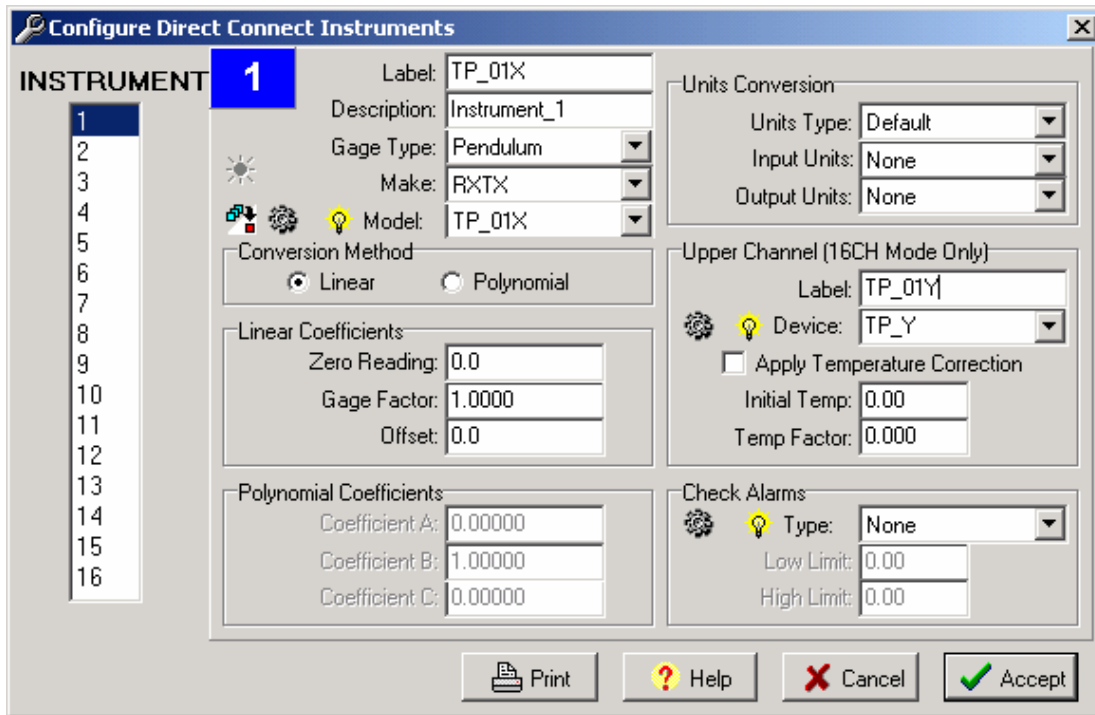 Configure Direct Connect Instruments
INSTRUMENT
1
2
3
4
5
6
7
8
9
10
11
12
13
14
15
16
1
Label: TP_01X
Description: Instrument_1
Gage Type: Pendulum
Make: RXTX
Model: TP_01X
Conversion Method
Linear Polynomial
Linear Coefficients
Zero Reading: 0.0
Gage Factor: 1.0000
Offset: 0.0
Polynomial Coefficients
Coefficient A: 0.00000
Coefficient B: 1.00000
Coefficient C: 0.00000
Units Conversion
Units Type: Default
Input Units: None
Output Units: None
Upper Channel (16CH Mode Only)
Label: TP_01Y
Device: TP_Y
Apply Temperature Correction
Initial Temp: 0.00
Temp Factor: 0.000
Check Alarms
Type: None
Low Limit: 0.00
High Limit: 0.00
Print
? Help
Cancel
Accept